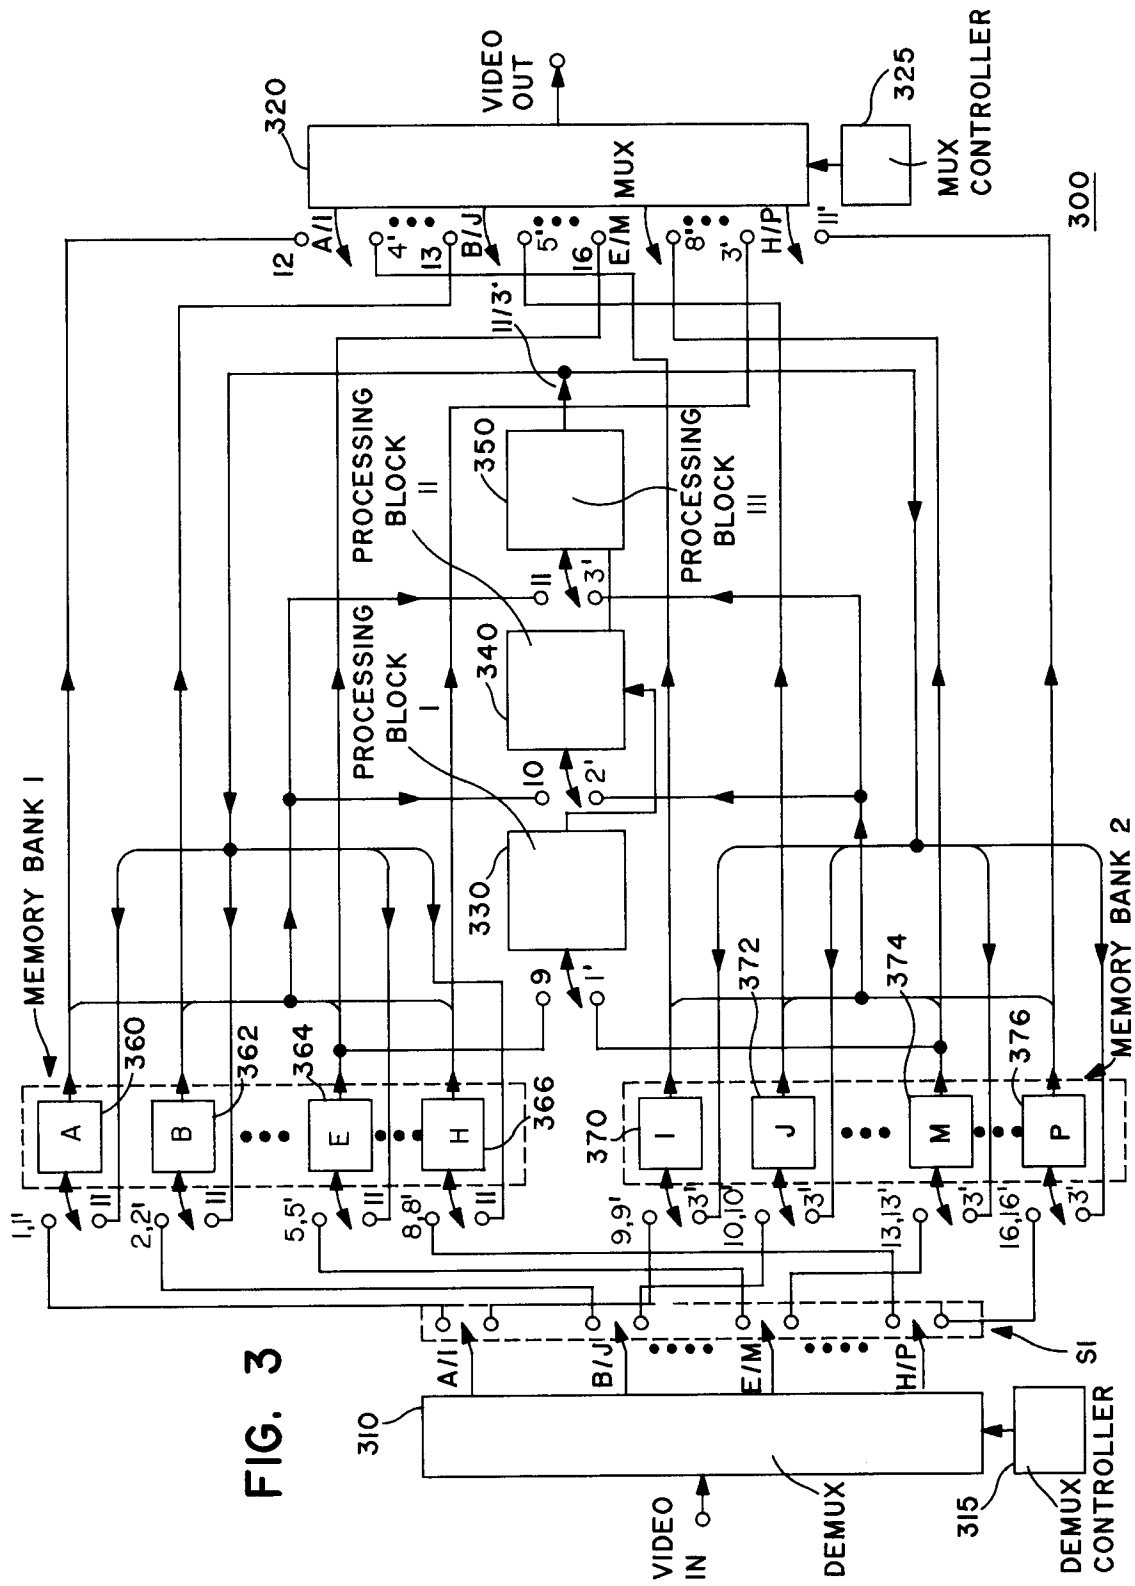 FIG. 3
300
VIDEO
IN
DEMUX
310
DEMUX
CONTROLLER
315
S1
A/I
B/J
E/M
H/P
MEMORY BANK 1
1,1'
11
A
360
2,2'
11
B
362
5,5'
11
E
364
8,8'
11
H
366
MEMORY BANK 2
9,9'
3'
I
370
10,10'
3'
J
372
13,13'
3'
M
374
16,16'
3'
P
376
9
1'
330
PROCESSING
BLOCK
I
10
2'
340
PROCESSING
BLOCK
II
11
3'
350
PROCESSING
BLOCK
III
11/3'
12
A/I
4'
13
B/J
5'
16
E/M
8'
3'
H/P
11'
MUX
320
VIDEO
OUT
325
MUX
CONTROLLER